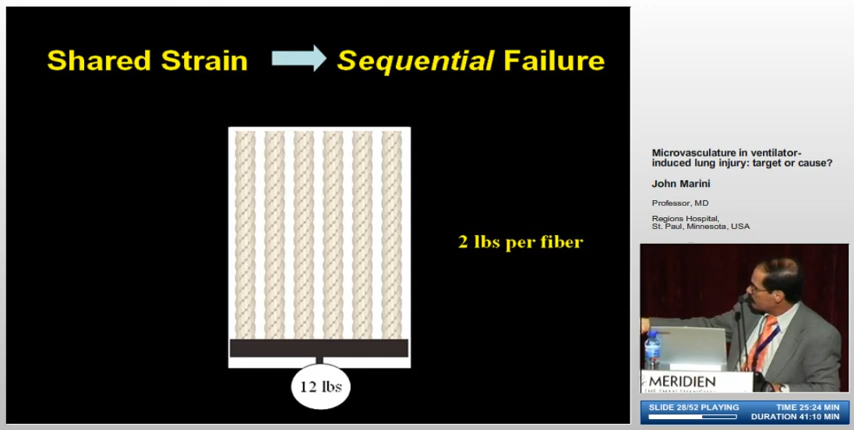 Shared Strain Sequential Failure
2 lbs per fiber
12 lbs
Microvasculature in ventilator-
induced lung injury: target or cause?
John Marini
Professor, MD
Regions Hospital,
St. Paul, Minnesota, USA
MERIDIEN
SLIDE 28/52 PLAYING TIME 25:24 MIN
DURATION 41:10 MIN